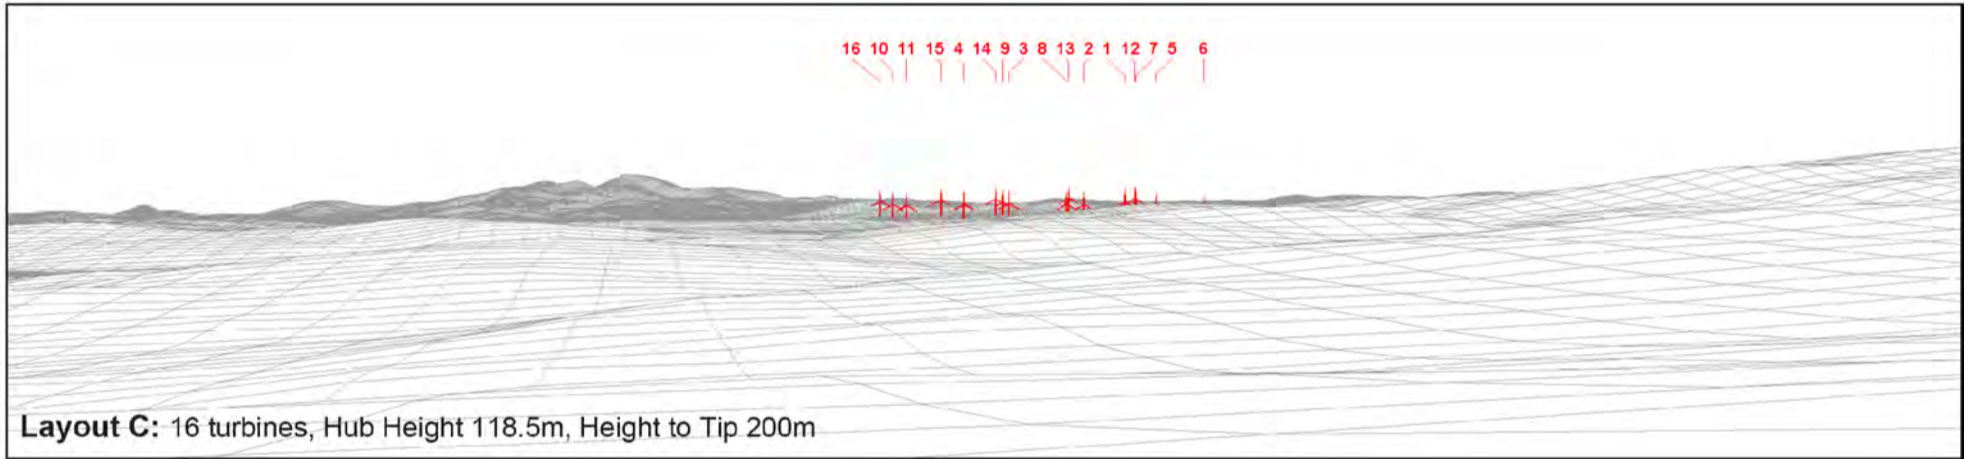 16 10 11 15 4 14 9 3 8 13 2 1 12 7 5 6
Layout C: 16 turbines, Hub Height 118.5m, Height to Tip 200m